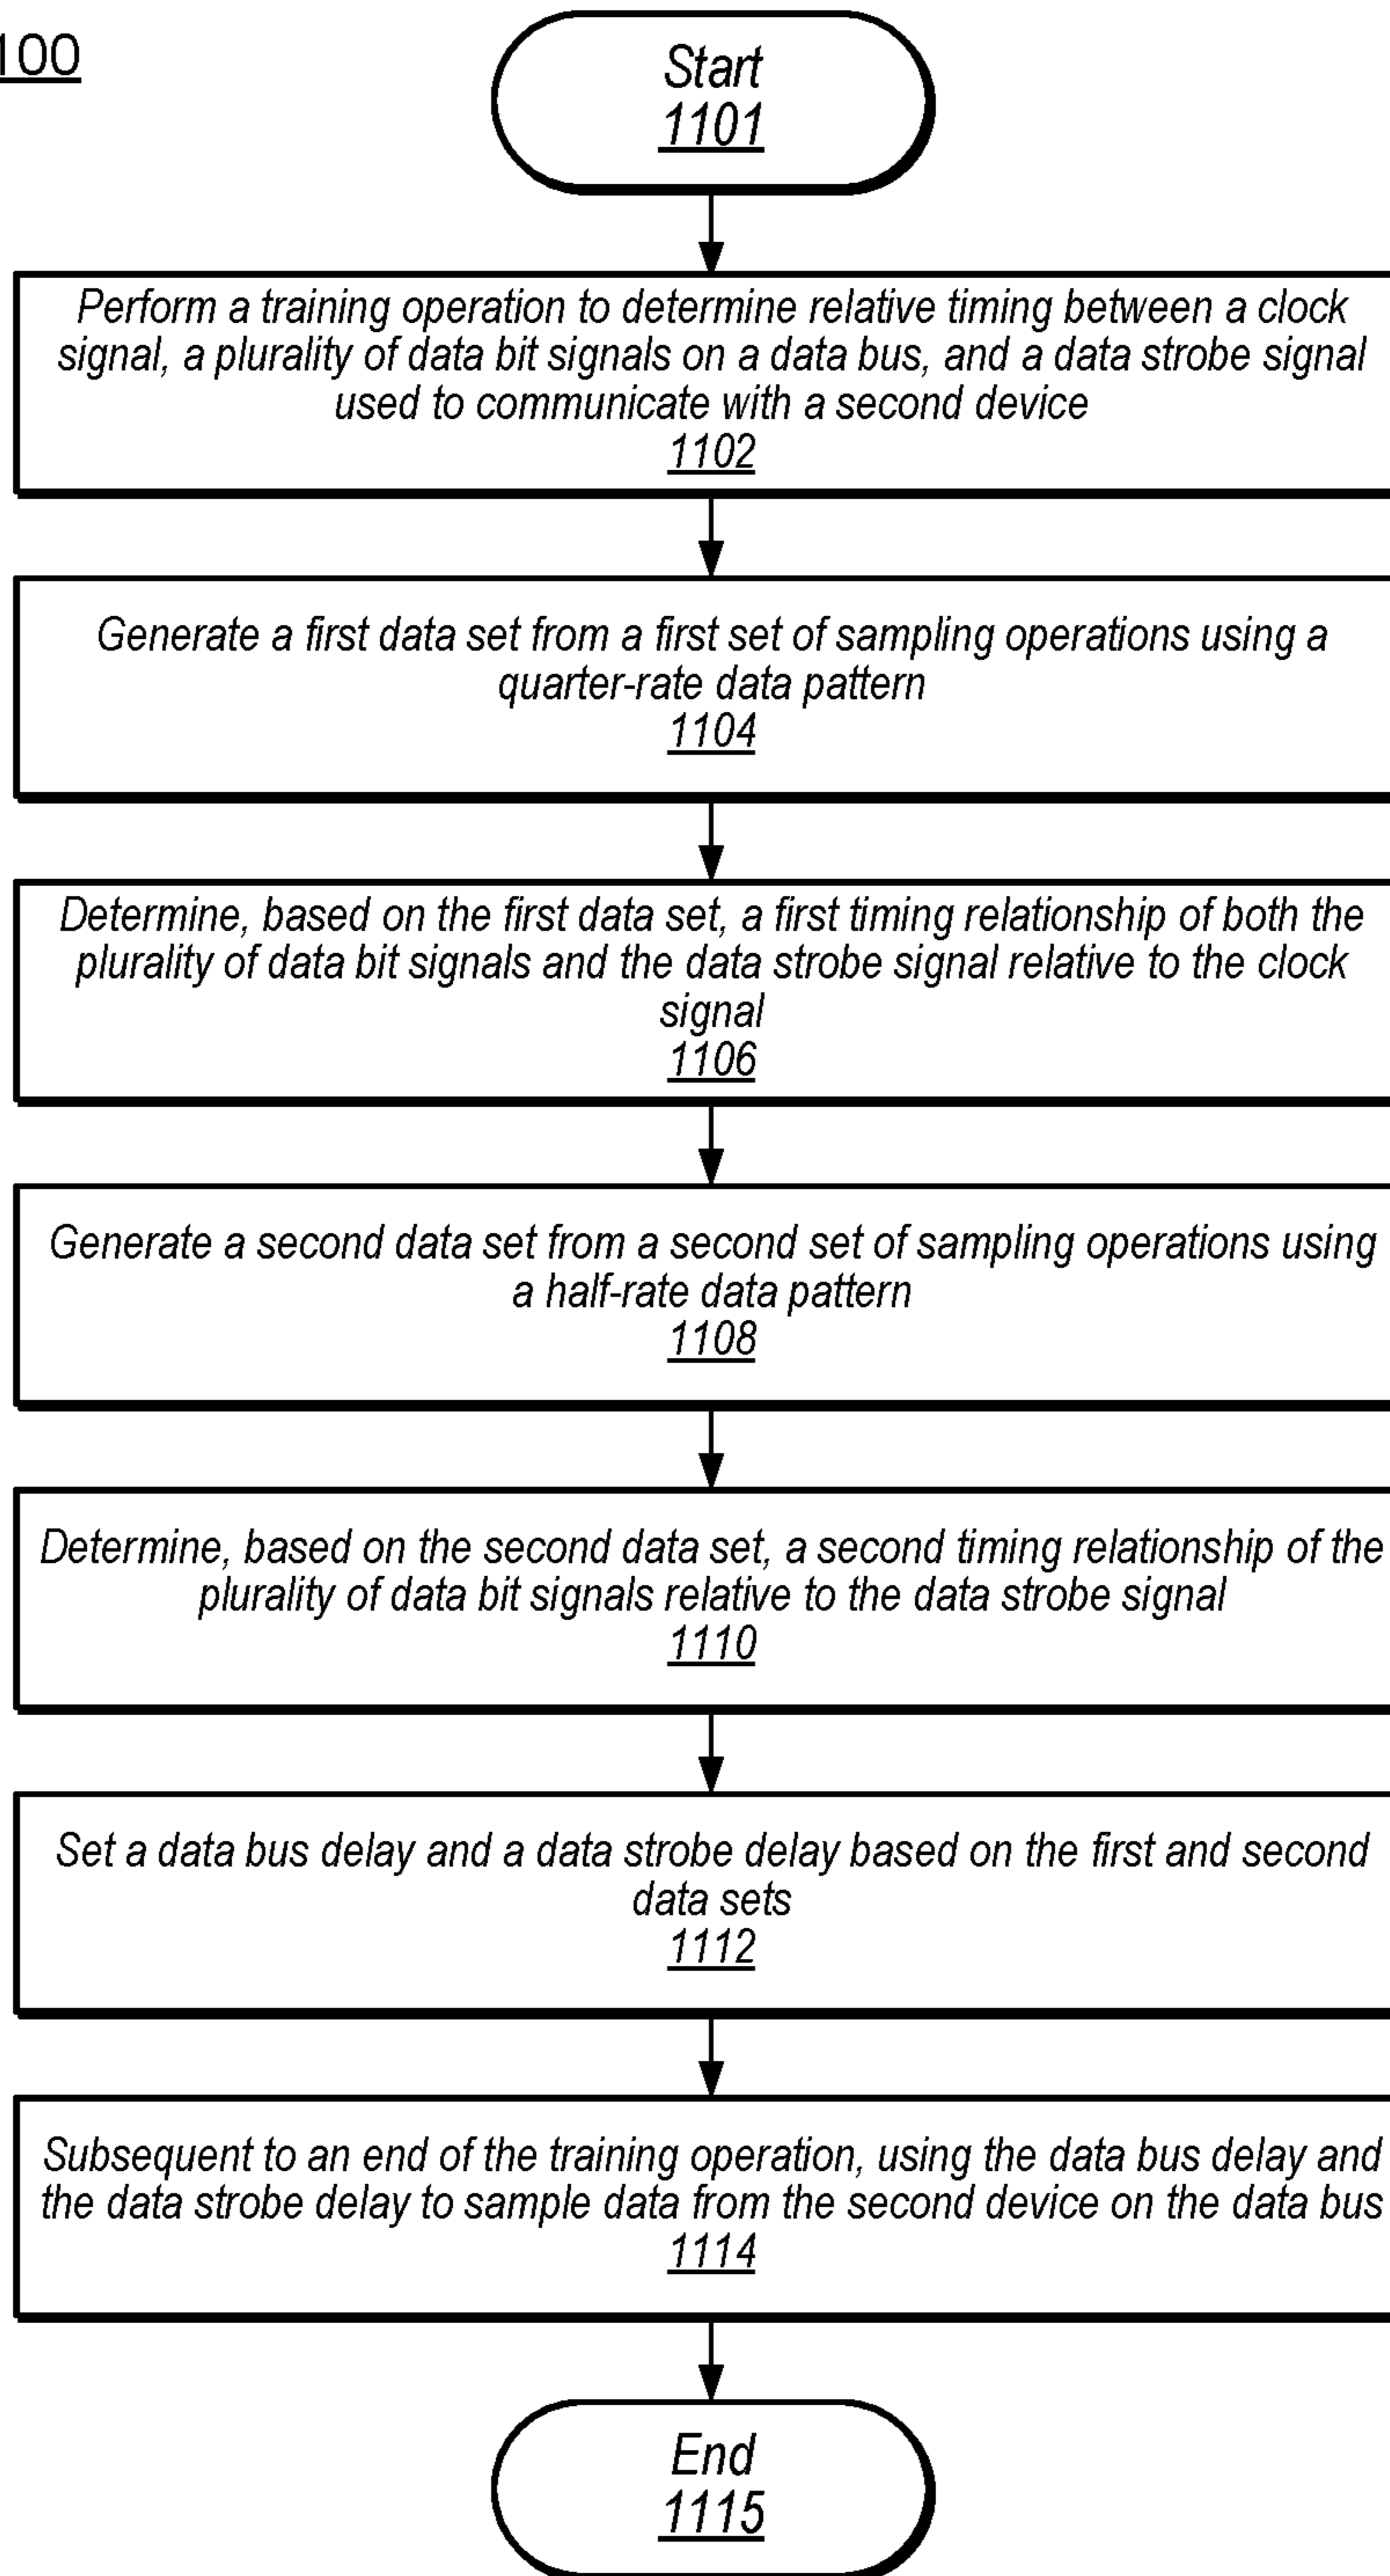 100
Start
1101
Perform a training operation to determine relative timing between a clock
signal, a plurality of data bit signals on a data bus, and a data strobe signal
used to communicate with a second device
1102
Generate a first data set from a first set of sampling operations using a
quarter-rate data pattern
1104
Determine, based on the first data set, a first timing relationship of both the
plurality of data bit signals and the data strobe signal relative to the clock
signal
1106
Generate a second data set from a second set of sampling operations using
a half-rate data pattern
1108
Determine, based on the second data set, a second timing relationship of the
plurality of data bit signals relative to the data strobe signal
1110
Set a data bus delay and a data strobe delay based on the first and second
data sets
1112
Subsequent to an end of the training operation, using the data bus delay and
the data strobe delay to sample data from the second device on the data bus
1114
End
1115